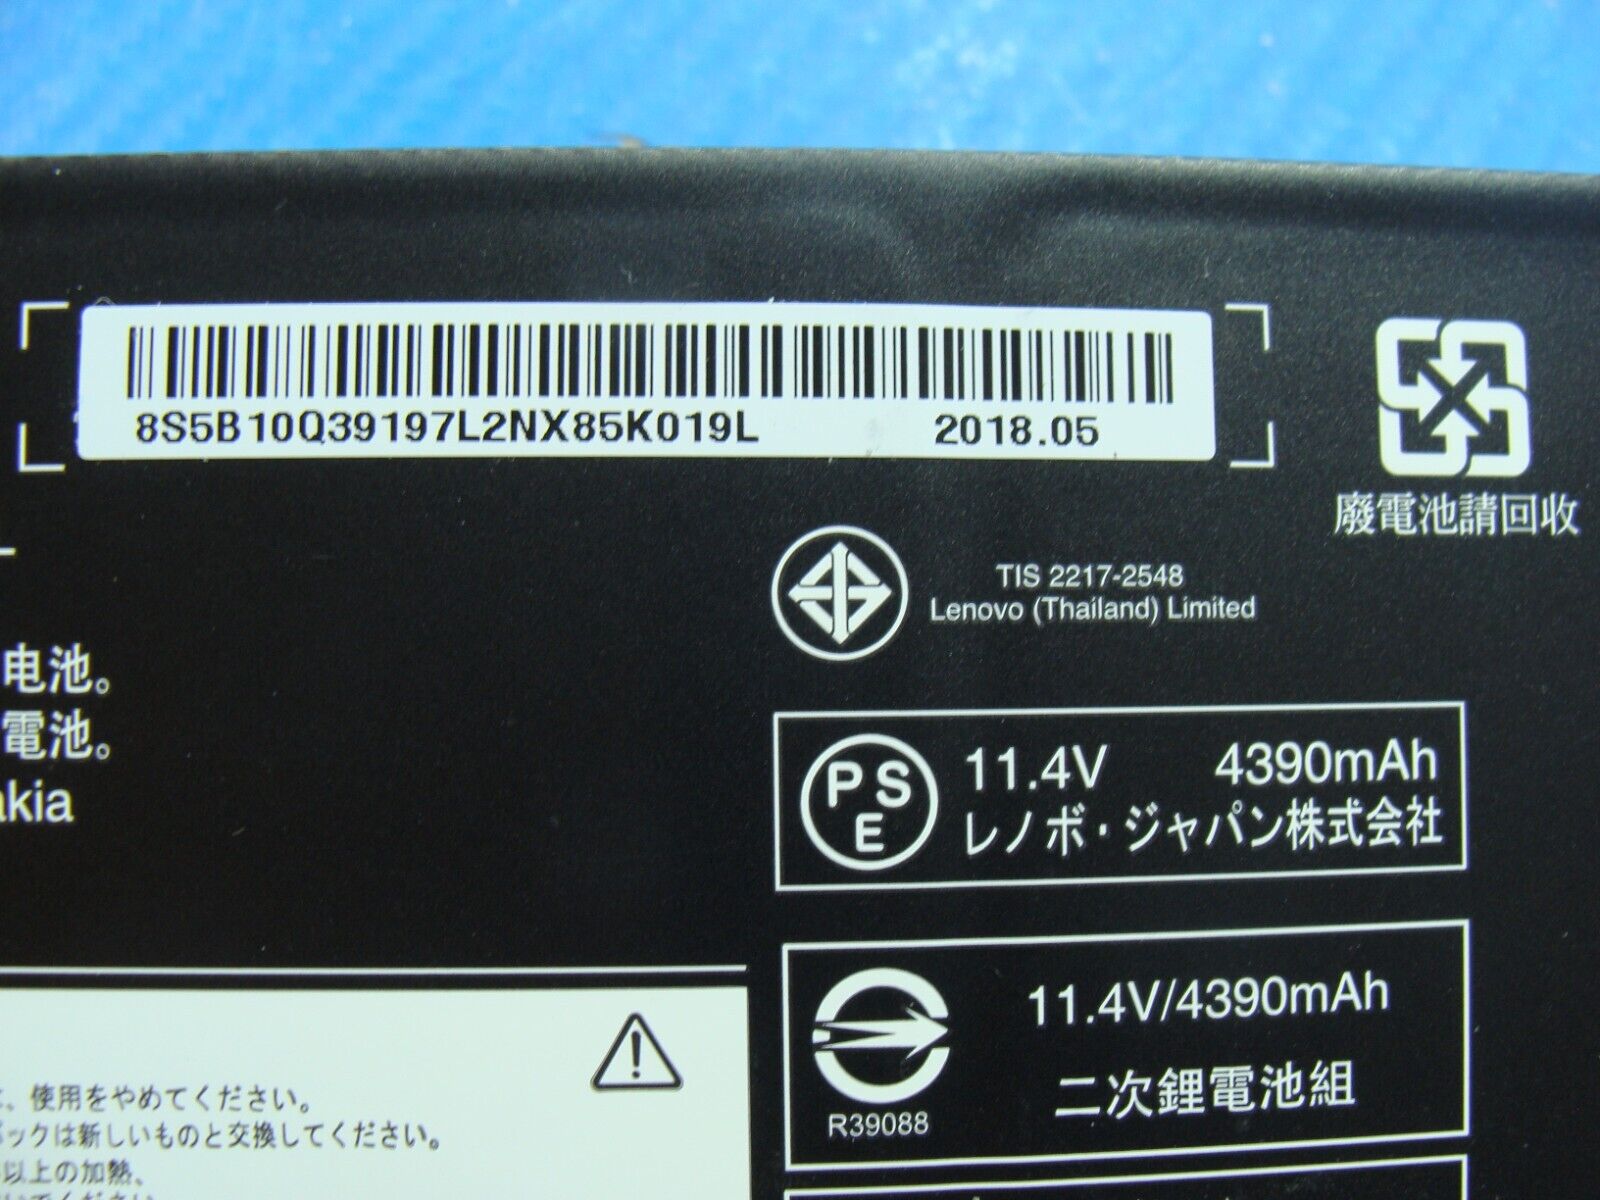 8S5B10Q39197L2NX85K019L 2018.05
廢電池請回收
TIS 2217-2548
Lenovo (Thailand) Limited
电池。
電池。
akia
PSE 11.4V 4390mAh
レノボ・ジャパン株式会社
11.4V/4390mAh
二次鋰電池組
R39088
、使用をやめてください。
パックは新しいものと交換してください。
以上の加熱、